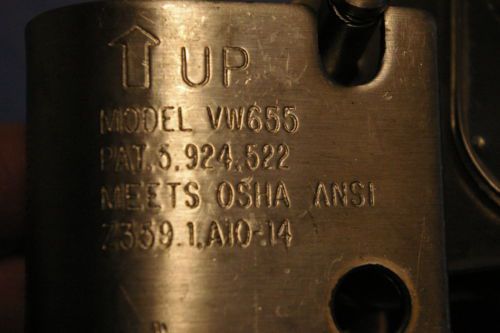 UP
MODEL VW655
PAT. 5,924,522
MEETS OSHA ANSI
Z359.1,A10-14